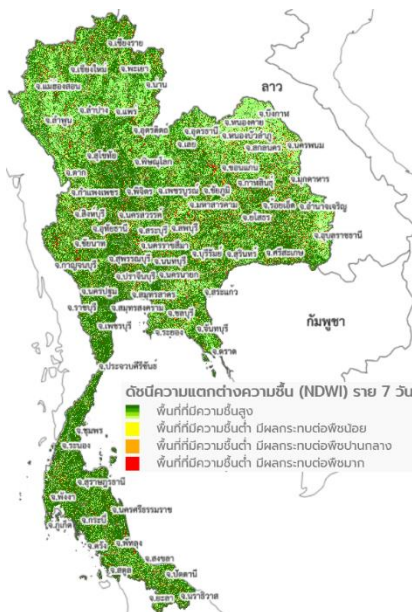 จ.เชียงราย
จ.เชียงใหม่
จ.พะเยา
จ.แม่ฮ่องสอน
จ.น่าน
ลาว
จ.ลำปาง
จ.แพร่
จ.ลำพูน
จ.บึงกาฬ
จ.อุตรดิตถ์
จ.อุดรธานี
จ.หนองคาย
จ.เลย
จ.หนองบัวลำภู
จ.สุโขทัย
จ.สกลนคร
จ.นครพนม
จ.พิษณุโลก
จ.ตาก
จ.ขอนแก่น
จ.มุกดาหาร
จ.กำแพงเพชร
จ.พิจิตร
จ.เพชรบูรณ์
จ.ชัยภูมิ
จ.กาฬสินธุ์
จ.มหาสารคาม
จ.ร้อยเอ็ด
จ.อำนาจเจริญ
จ.สิงห์บุรี
จ.นครสวรรค์
จ.ยโสธร
จ.อุทัยธานี
จ.สระบุรี
จ.ลพบุรี
จ.อุบลราชธานี
จ.ชัยนาท
จ.นครราชสีมา
จ.บุรีรัมย์
จ.สุรินทร์
จ.ศรีสะเกษ
จ.กาญจนบุรี
จ.สุพรรณบุรี
จ.นนทบุรี
จ.ปราจีนบุรี
จ.นครนายก
จ.นครปฐม
จ.สมุทรสาคร
จ.สระแก้ว
จ.ราชบุรี
จ.สมุทรสงคราม
จ.ชลบุรี
กัมพูชา
จ.เพชรบุรี
จ.ระยอง
จ.จันทบุรี
จ.ตราด
จ.ประจวบคีรีขันธ์
ดัชนีความแตกต่างความชื้น (NDWI) ราย 7 วัน
พื้นที่ที่มีความชื้นสูง
พื้นที่ที่มีความชื้นต่ำ มีผลกระทบต่อพืชน้อย
พื้นที่ที่มีความชื้นต่ำ มีผลกระทบต่อพืชปานกลาง
พื้นที่ที่มีความชื้นต่ำ มีผลกระทบต่อพืชมาก
จ.ชุมพร
จ.ระนอง
จ.สุราษฎร์ธานี
จ.พังงา
จ.นครศรีธรรมราช
จ.กระบี่
จ.ภูเก็ต
จ.ตรัง
จ.พัทลุง
จ.สงขลา
จ.สตูล
จ.ปัตตานี
จ.ยะลา
จ.นราธิวาส